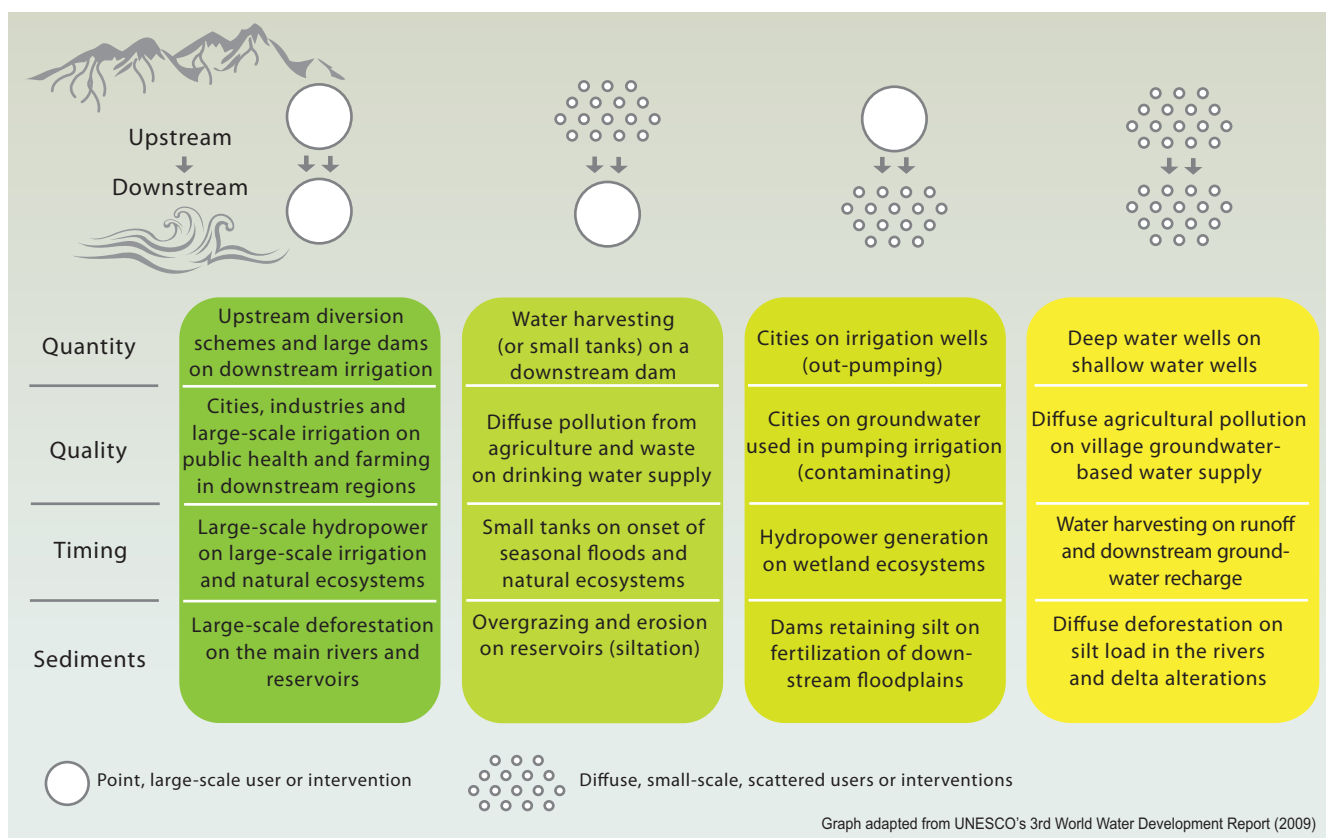 Upstream
Downstream
Quantity
Upstream diversion
schemes and large dams
on downstream irrigation
Water harvesting
(or small tanks) on a
downstream dam
Cities on irrigation wells
(out-pumping)
Deep water wells on
shallow water wells
Quality
Cities, industries and
large-scale irrigation on
public health and farming
in downstream regions
Diffuse pollution from
agriculture and waste
on drinking water supply
Cities on groundwater
used in pumping irrigation
(contaminating)
Diffuse agricultural pollution
on village groundwater-
based water supply
Timing
Large-scale hydropower
on large-scale irrigation
and natural ecosystems
Small tanks on onset of
seasonal floods and
natural ecosystems
Hydropower generation
on wetland ecosystems
Water harvesting on runoff
and downstream ground-
water recharge
Sediments
Large-scale deforestation
on the main rivers and
reservoirs
Overgrazing and erosion
on reservoirs (siltation)
Dams retaining silt on
fertilization of down-
stream floodplains
Diffuse deforestation on
silt load in the rivers
and delta alterations
Point, large-scale user or intervention
Diffuse, small-scale, scattered users or interventions
Graph adapted from UNESCO's 3rd World Water Development Report (2009)